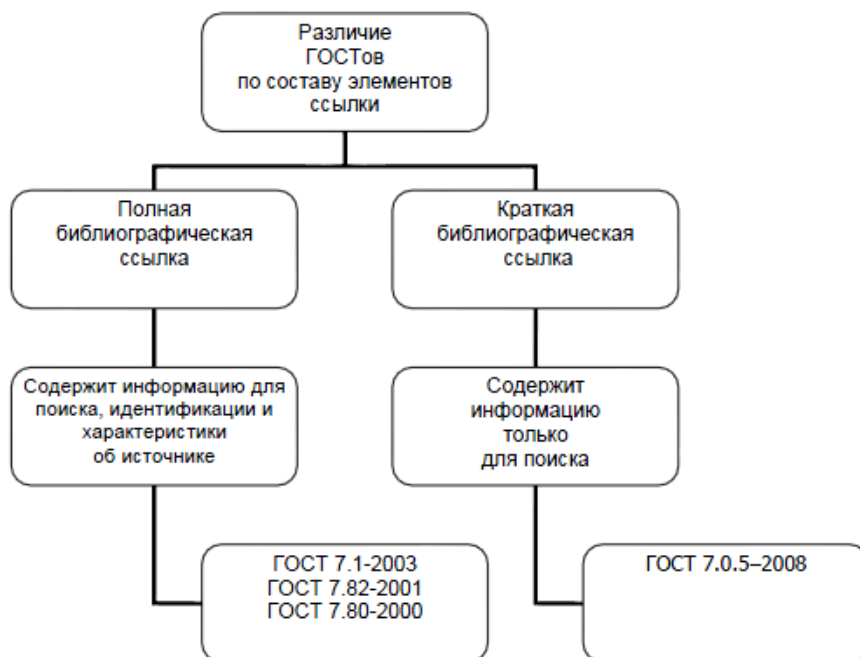 Различие
ГОСТов
по составу элементов
ссылки
Полная
библиографическая
ссылка
Краткая
библиографическая
ссылка
Содержит информацию для
поиска, идентификации и
характеристики
об источнике
Содержит
информацию
только
для поиска
ГОСТ 7.1-2003
ГОСТ 7.82-2001
ГОСТ 7.80-2000
ГОСТ 7.0.5–2008